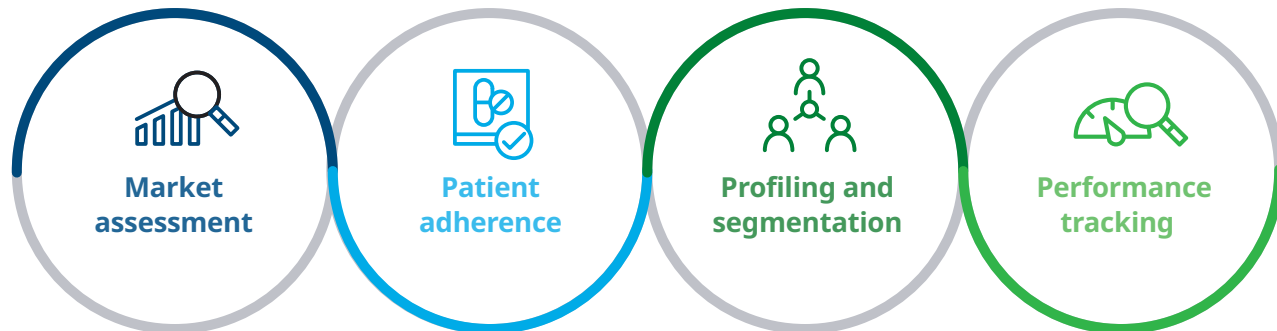 Market
assessment
Patient
adherence
Profiling and
segmentation
Performance
tracking